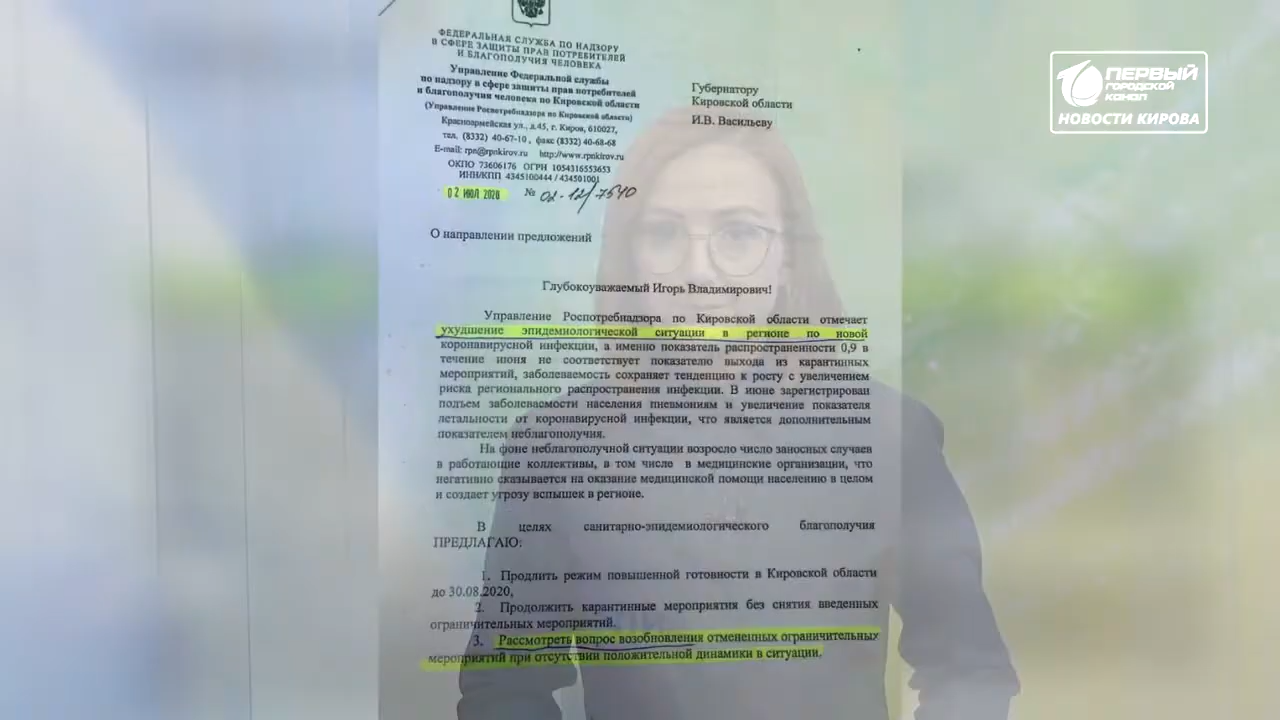 ФЕДЕРАЛЬНАЯ СЛУЖБА ПО НАДЗОРУ
В СФЕРЕ ЗАЩИТЫ ПРАВ ПОТРЕБИТЕЛЕЙ
И БЛАГОПОЛУЧИЯ ЧЕЛОВЕКА
Управление Федеральной службы
по надзору в сфере защиты прав потребителей
и благополучия человека по Кировской области
(Управление Роспотребнадзора по Кировской области)
Красноармейская ул., д.45, г. Киров, 610027,
тел. (8332) 40-67-10, факс (8332) 40-68-68
E-mail: rpn@rpnkirov.ru http://www.rpnkirov.ru
ОКПО 73606176 ОГРН 1054316553653
ИНН/КПП 4345100444 / 434501001
02 ИЮЛ 2020 № 02-12/7540
Губернатору
Кировской области
И.В. Васильеву
ПЕРВЫЙ
ГОРОДСКОЙ
КАНАЛ
НОВОСТИ КИРОВА
О направлении предложений
Глубокоуважаемый Игорь Владимирович!
Управление Роспотребнадзора по Кировской области отмечает
ухудшение эпидемиологической ситуации в регионе по новой
коронавирусной инфекции, а именно показатель распространенности 0,9 в
течение июня не соответствует показателю выхода из карантинных
мероприятий, заболеваемость сохраняет тенденцию к росту с увеличением
риска регионального распространения инфекции. В июне зарегистрирован
подъем заболеваемости населения пневмониям и увеличение показателя
летальности от коронавирусной инфекции, что является дополнительным
показателем неблагополучия.
На фоне неблагополучной ситуации возросло число заносных случаев
в работающие коллективы, в том числе в медицинские организации, что
негативно сказывается на оказание медицинской помощи населению в целом
и создает угрозу вспышек в регионе.
В целях санитарно-эпидемиологического благополучия
ПРЕДЛАГАЮ:
1. Продлить режим повышенной готовности в Кировской области
до 30.08.2020,
2. Продолжить карантинные мероприятия без снятия введенных
ограничительных мероприятий.
3. Рассмотреть вопрос возобновления отмененных ограничительных
мероприятий при отсутствии положительной динамики в ситуации.